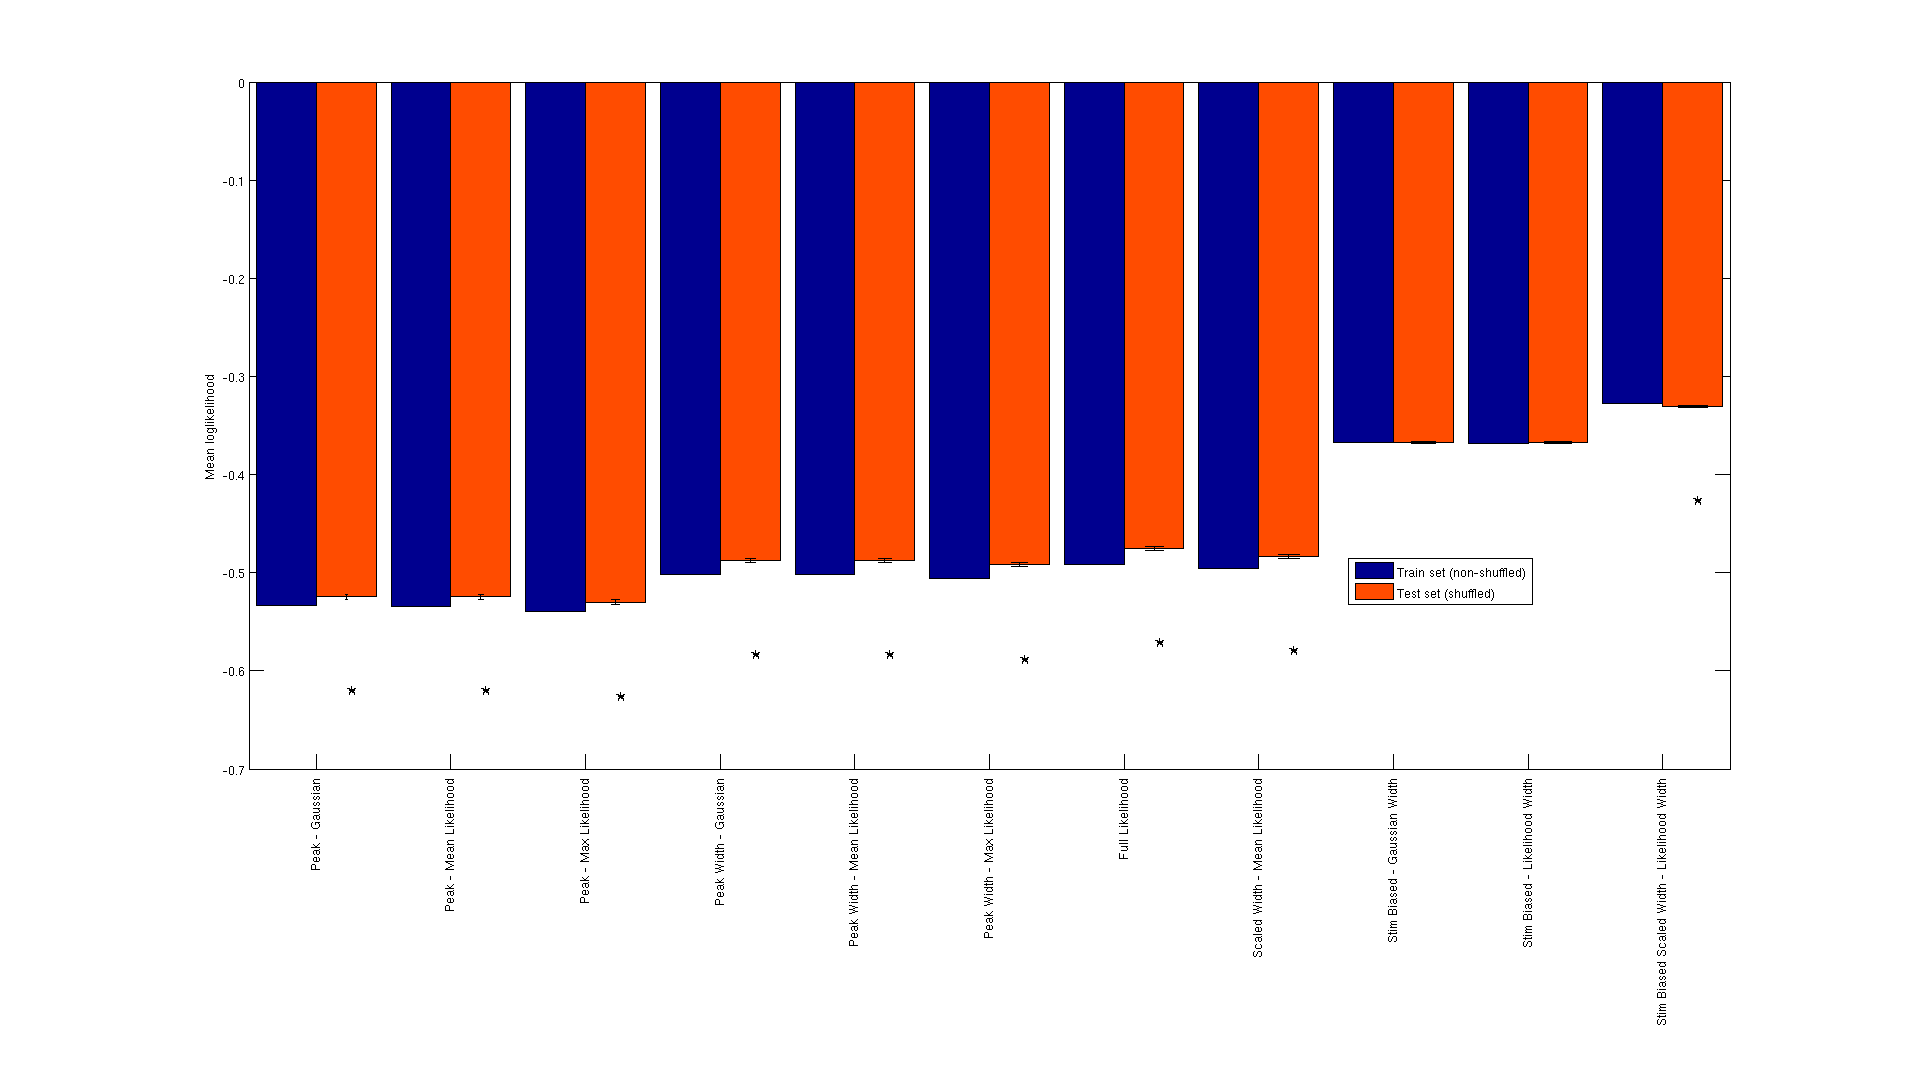 0
-0.1
-0.2
-0.3
-0.4
-0.5
-0.6
-0.7
Mean loglikelihood
Train set (non-shuffled)
Test set (shuffled)
Peak - Gaussian
Peak - Mean Likelihood
Peak - Max Likelihood
Peak Width - Gaussian
Peak Width - Mean Likelihood
Peak Width - Max Likelihood
Full Likelihood
Scaled Width - Mean Likelihood
Stim Biased - Gaussian Width
Stim Biased - Likelihood Width
Stim Biased Scaled Width - Likelihood Width